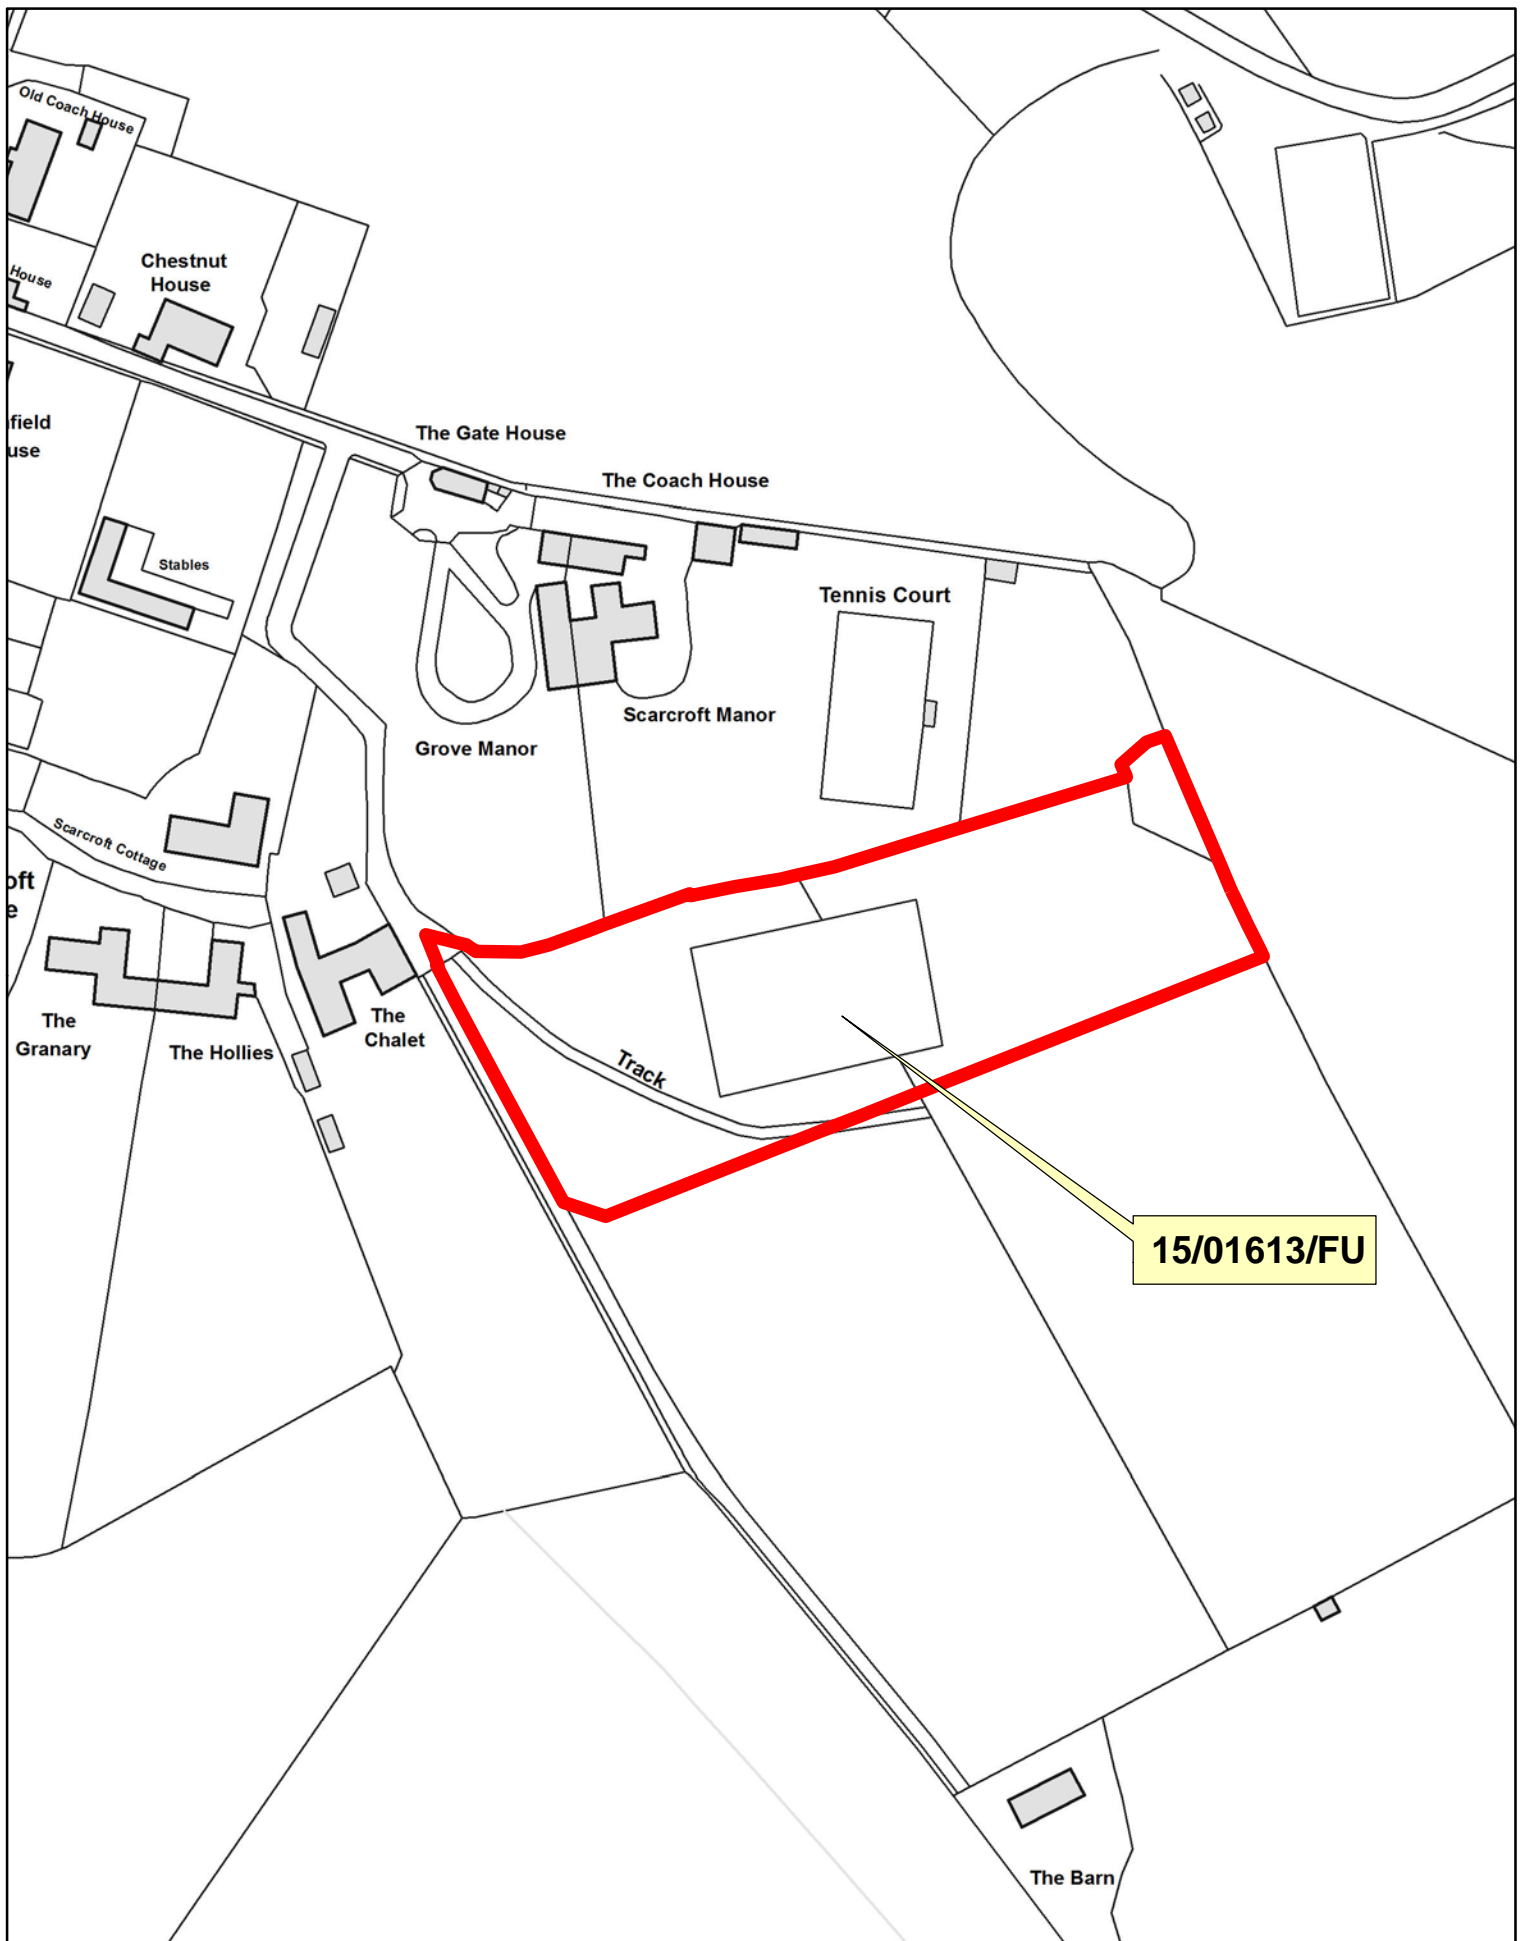 Old Coach House
Chestnut
House
House
field
use
The Gate House
The Coach House
Stables
Tennis Court
Scarcroft Manor
Grove Manor
Scarcroft Cottage
oft
e
The
Granary
The Hollies
The
Chalet
Track
15/01613/FU
The Barn